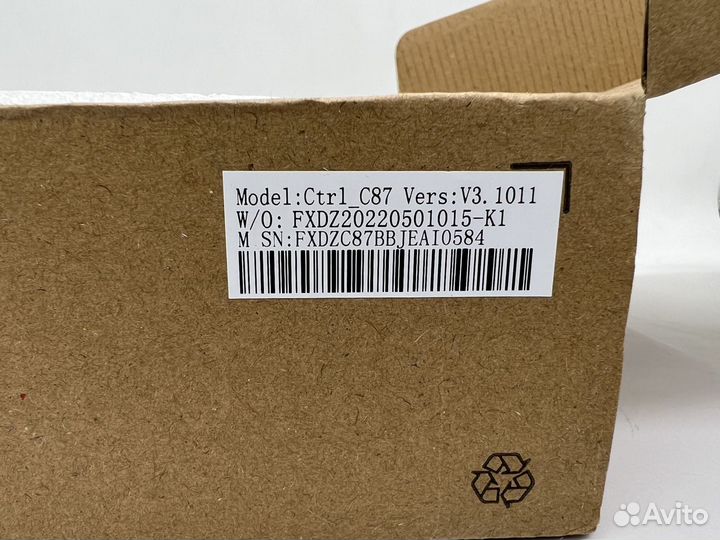 Model:Ctrl_C87 Vers:V3.1011
W/O: FXDZ20220501015-K1
M SN:FXDZC87BBJEAI0584
Avito